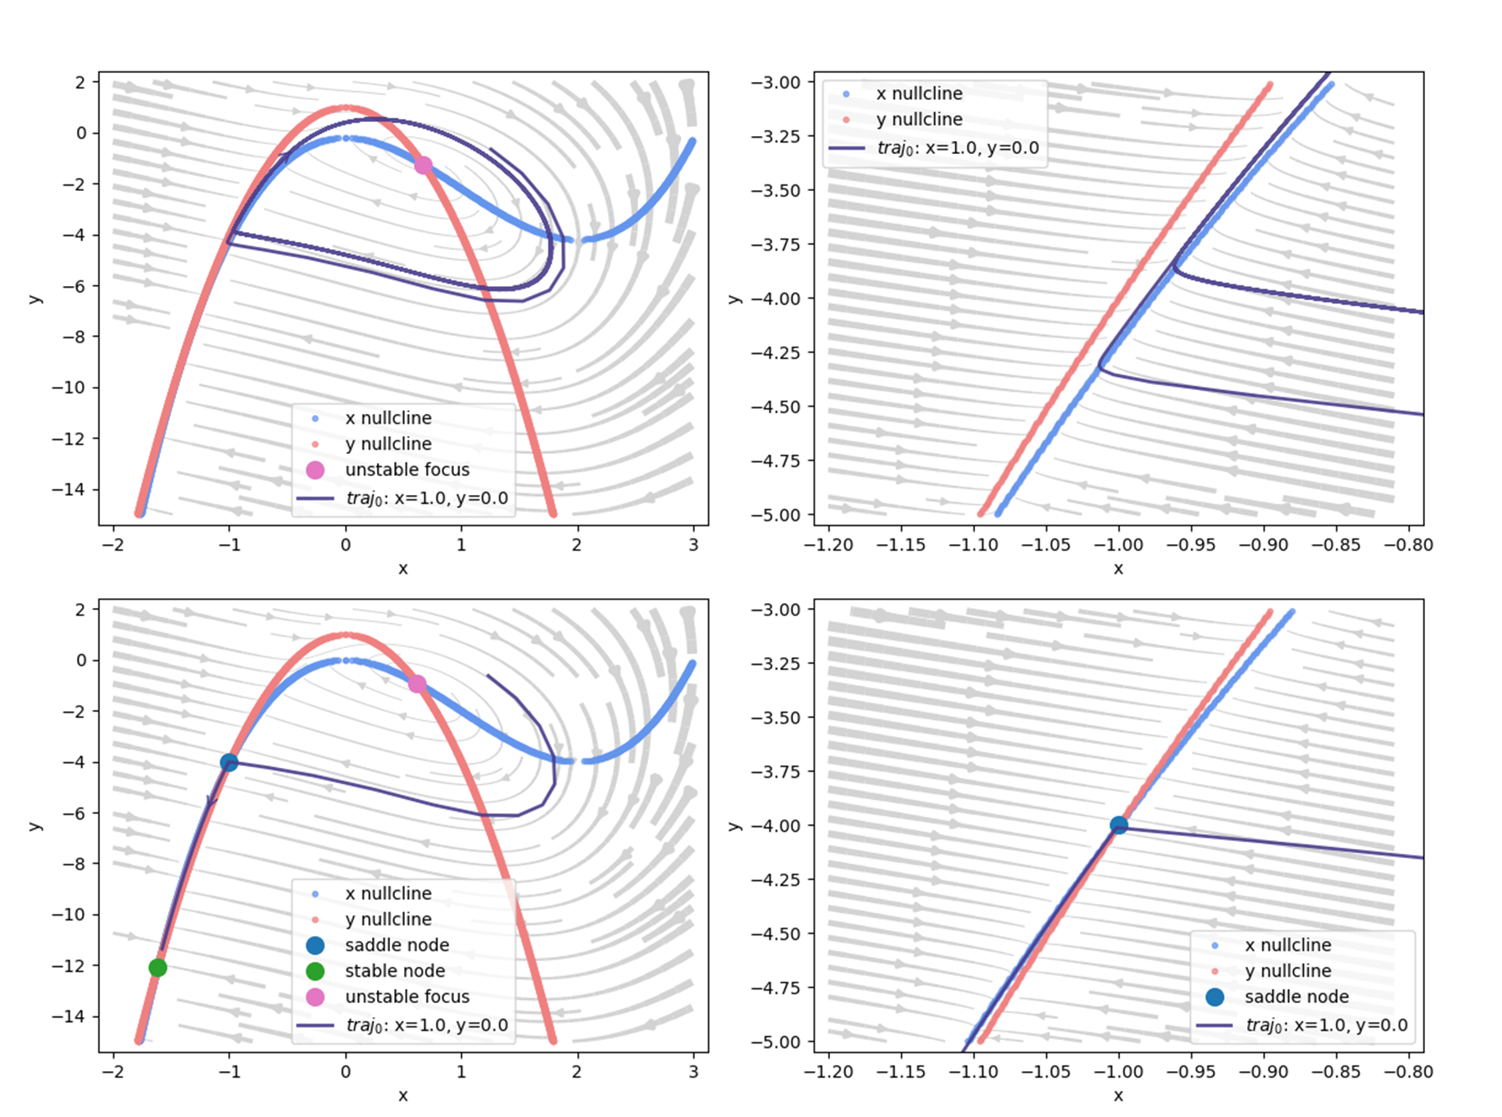 2
0
−2
−4
−6
−8
−10
−12
−14
y
x nullcline
y nullcline
unstable focus
traj₀: x=1.0, y=0.0
−2 −1 0 1 2 3
x
−3.00
−3.25
−3.50
−3.75
−4.00
−4.25
−4.50
−4.75
−5.00
y
x nullcline
y nullcline
traj₀: x=1.0, y=0.0
−1.20 −1.15 −1.10 −1.05 −1.00 −0.95 −0.90 −0.85 −0.80
x
2
0
−2
−4
−6
−8
−10
−12
−14
y
x nullcline
y nullcline
saddle node
stable node
unstable focus
traj₀: x=1.0, y=0.0
−2 −1 0 1 2 3
x
−3.00
−3.25
−3.50
−3.75
−4.00
−4.25
−4.50
−4.75
−5.00
y
x nullcline
y nullcline
saddle node
traj₀: x=1.0, y=0.0
−1.20 −1.15 −1.10 −1.05 −1.00 −0.95 −0.90 −0.85 −0.80
x